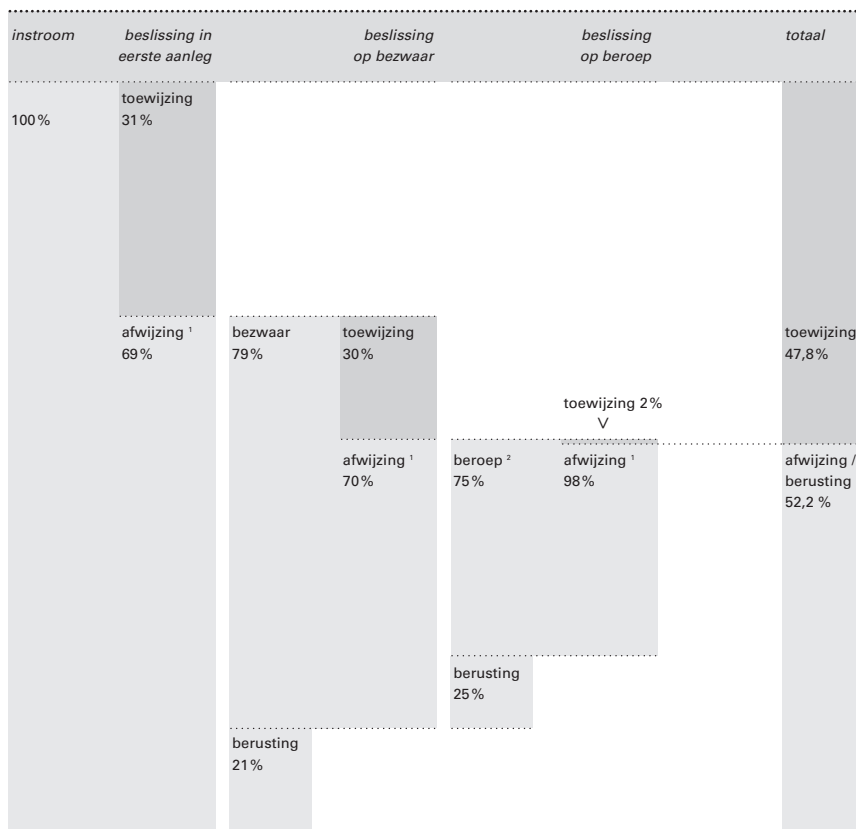 instroom
beslissing in
eerste aanleg
beslissing
op bezwaar
beslissing
op beroep
totaal
100%
toewijzing
31%
afwijzing ¹
69%
bezwaar
79%
toewijzing
30%
toewijzing
47,8%
toewijzing 2%
afwijzing ¹
70%
beroep ²
75%
afwijzing ¹
98%
afwijzing /
berusting
52,2 %
berusting
25%
berusting
21%